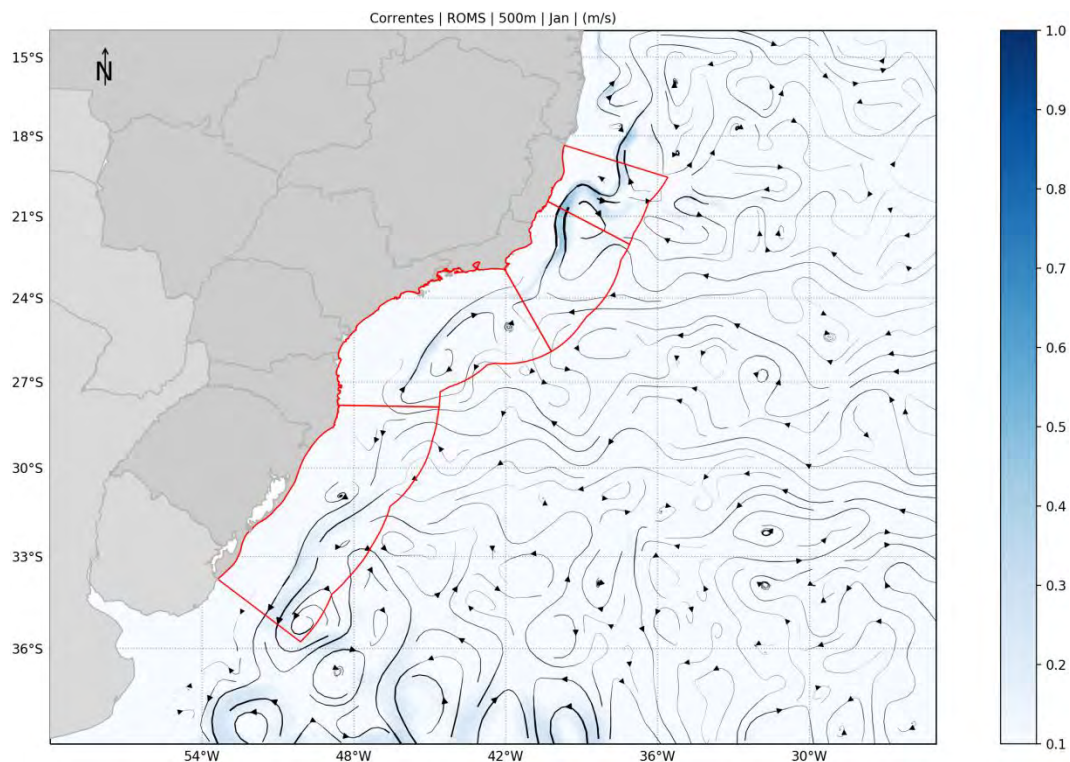 Correntes | ROMS | 500m | Jan | (m/s)
N
15°S
18°S
21°S
24°S
27°S
30°S
33°S
36°S
54°W
48°W
42°W
36°W
30°W
1.0
0.9
0.8
0.7
0.6
0.5
0.4
0.3
0.2
0.1